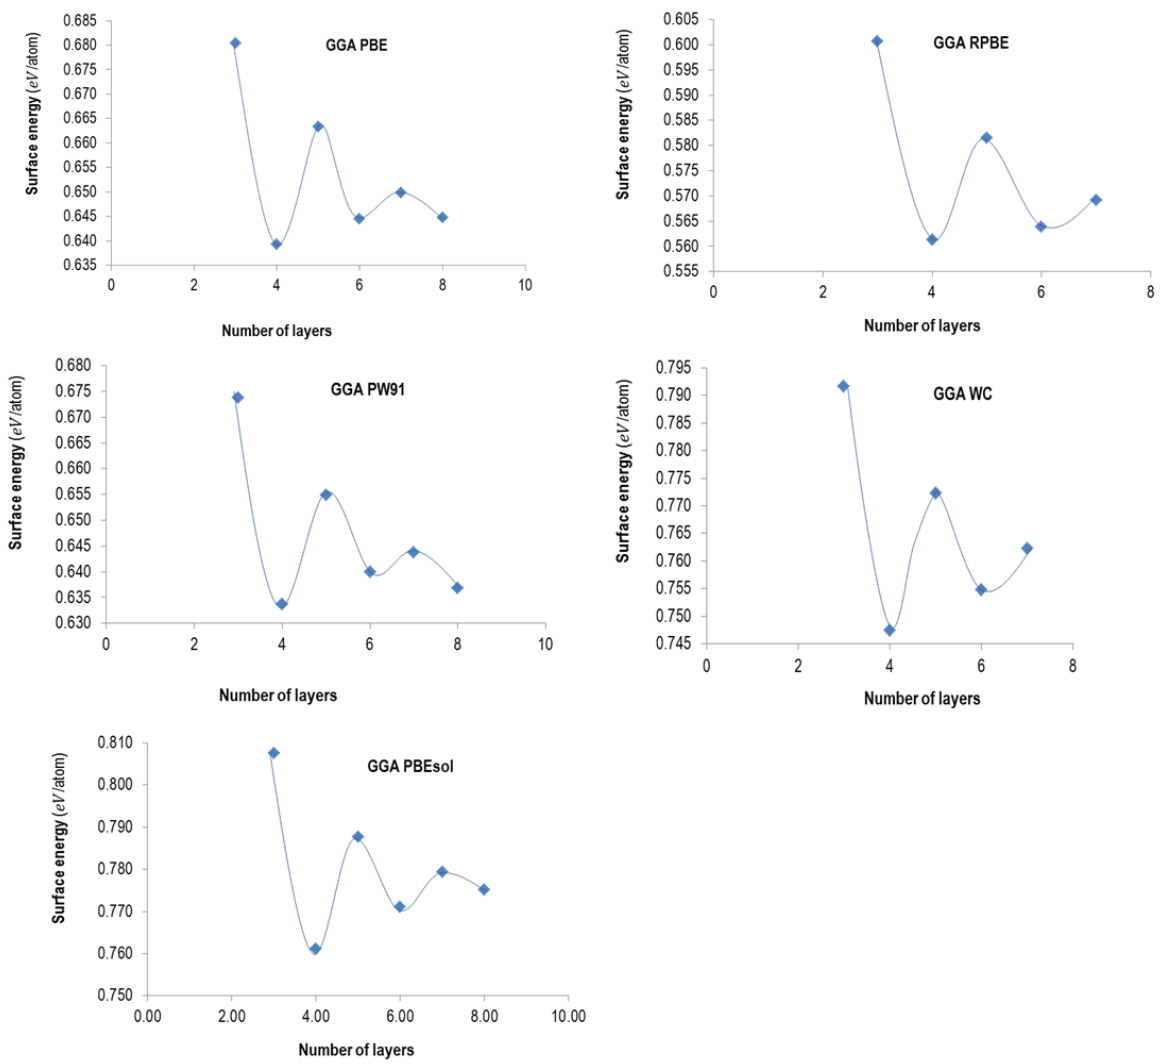 GGA PBE
Surface energy (eV/atom)
0.685
0.680
0.675
0.670
0.665
0.660
0.655
0.650
0.645
0.640
0.635
0 2 4 6 8 10
Number of layers
GGA RPBE
Surface energy (eV/atom)
0.605
0.600
0.595
0.590
0.585
0.580
0.575
0.570
0.565
0.560
0.555
0 2 4 6 8
Number of layers
GGA PW91
Surface energy (eV/atom)
0.680
0.675
0.670
0.665
0.660
0.655
0.650
0.645
0.640
0.635
0.630
0 2 4 6 8 10
Number of layers
GGA WC
Surface energy (eV/atom)
0.795
0.790
0.785
0.780
0.775
0.770
0.765
0.760
0.755
0.750
0.745
0 2 4 6 8
Number of layers
GGA PBEsol
Surface energy (eV/atom)
0.810
0.800
0.790
0.780
0.770
0.760
0.750
0.00 2.00 4.00 6.00 8.00 10.00
Number of layers